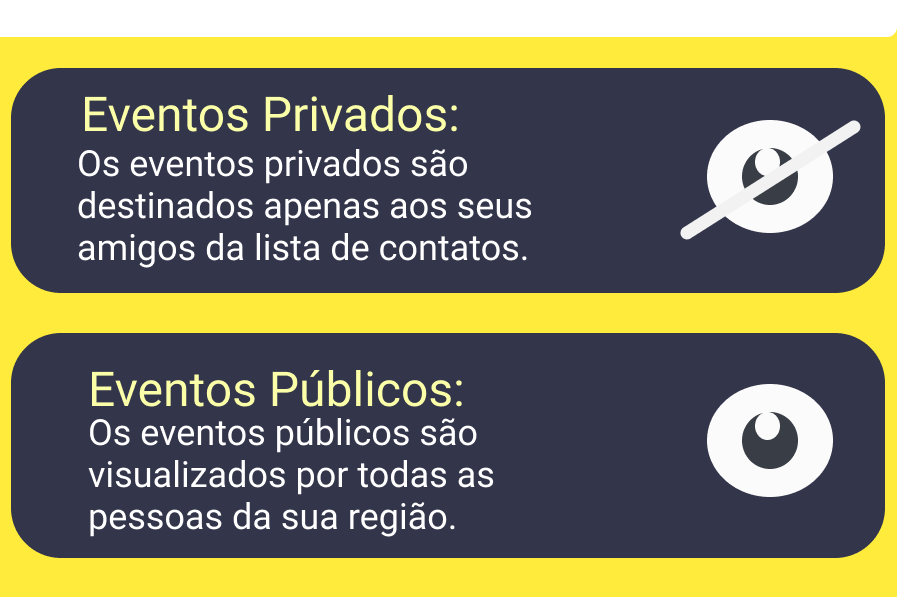 Eventos Privados:
Os eventos privados são
destinados apenas aos seus
amigos da lista de contatos.
Eventos Públicos:
Os eventos públicos são
visualizados por todas as
pessoas da sua região.